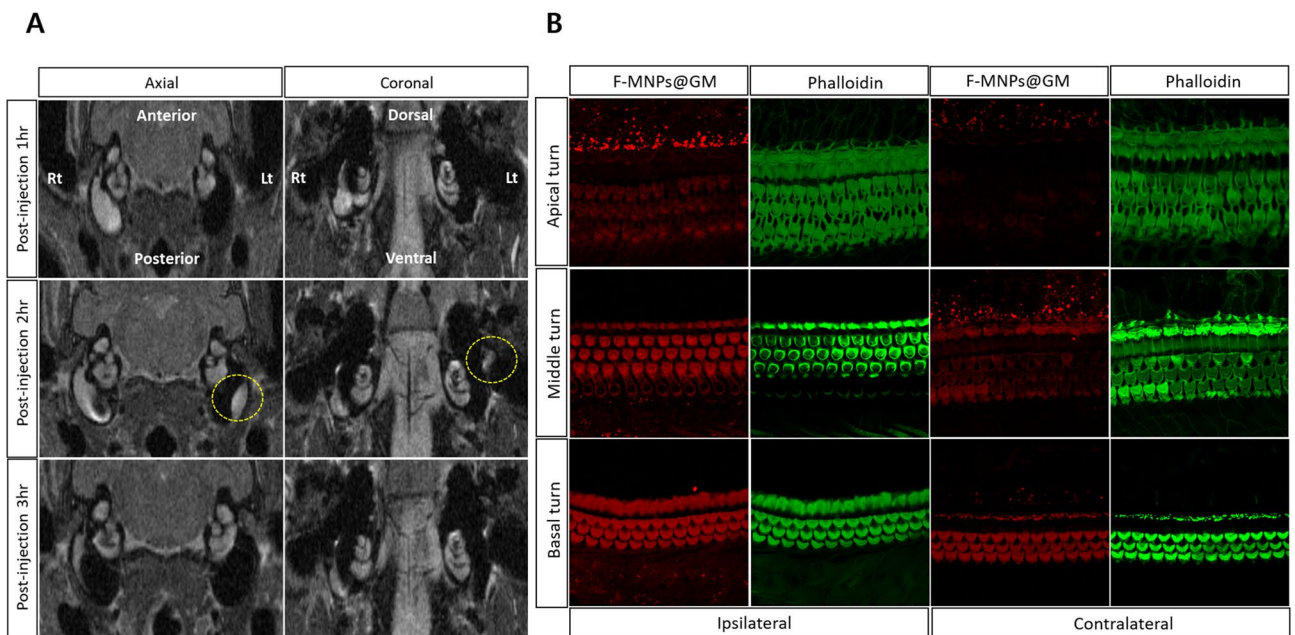 A
B
Axial
Coronal
F-MNPs@GM
Phalloidin
F-MNPs@GM
Phalloidin
Post-injection 1hr
Anterior
Rt
Lt
Posterior
Dorsal
Rt
Lt
Ventral
Post-injection 2hr
Post-injection 3hr
Apical turn
Middle turn
Basal turn
Ipsilateral
Contralateral